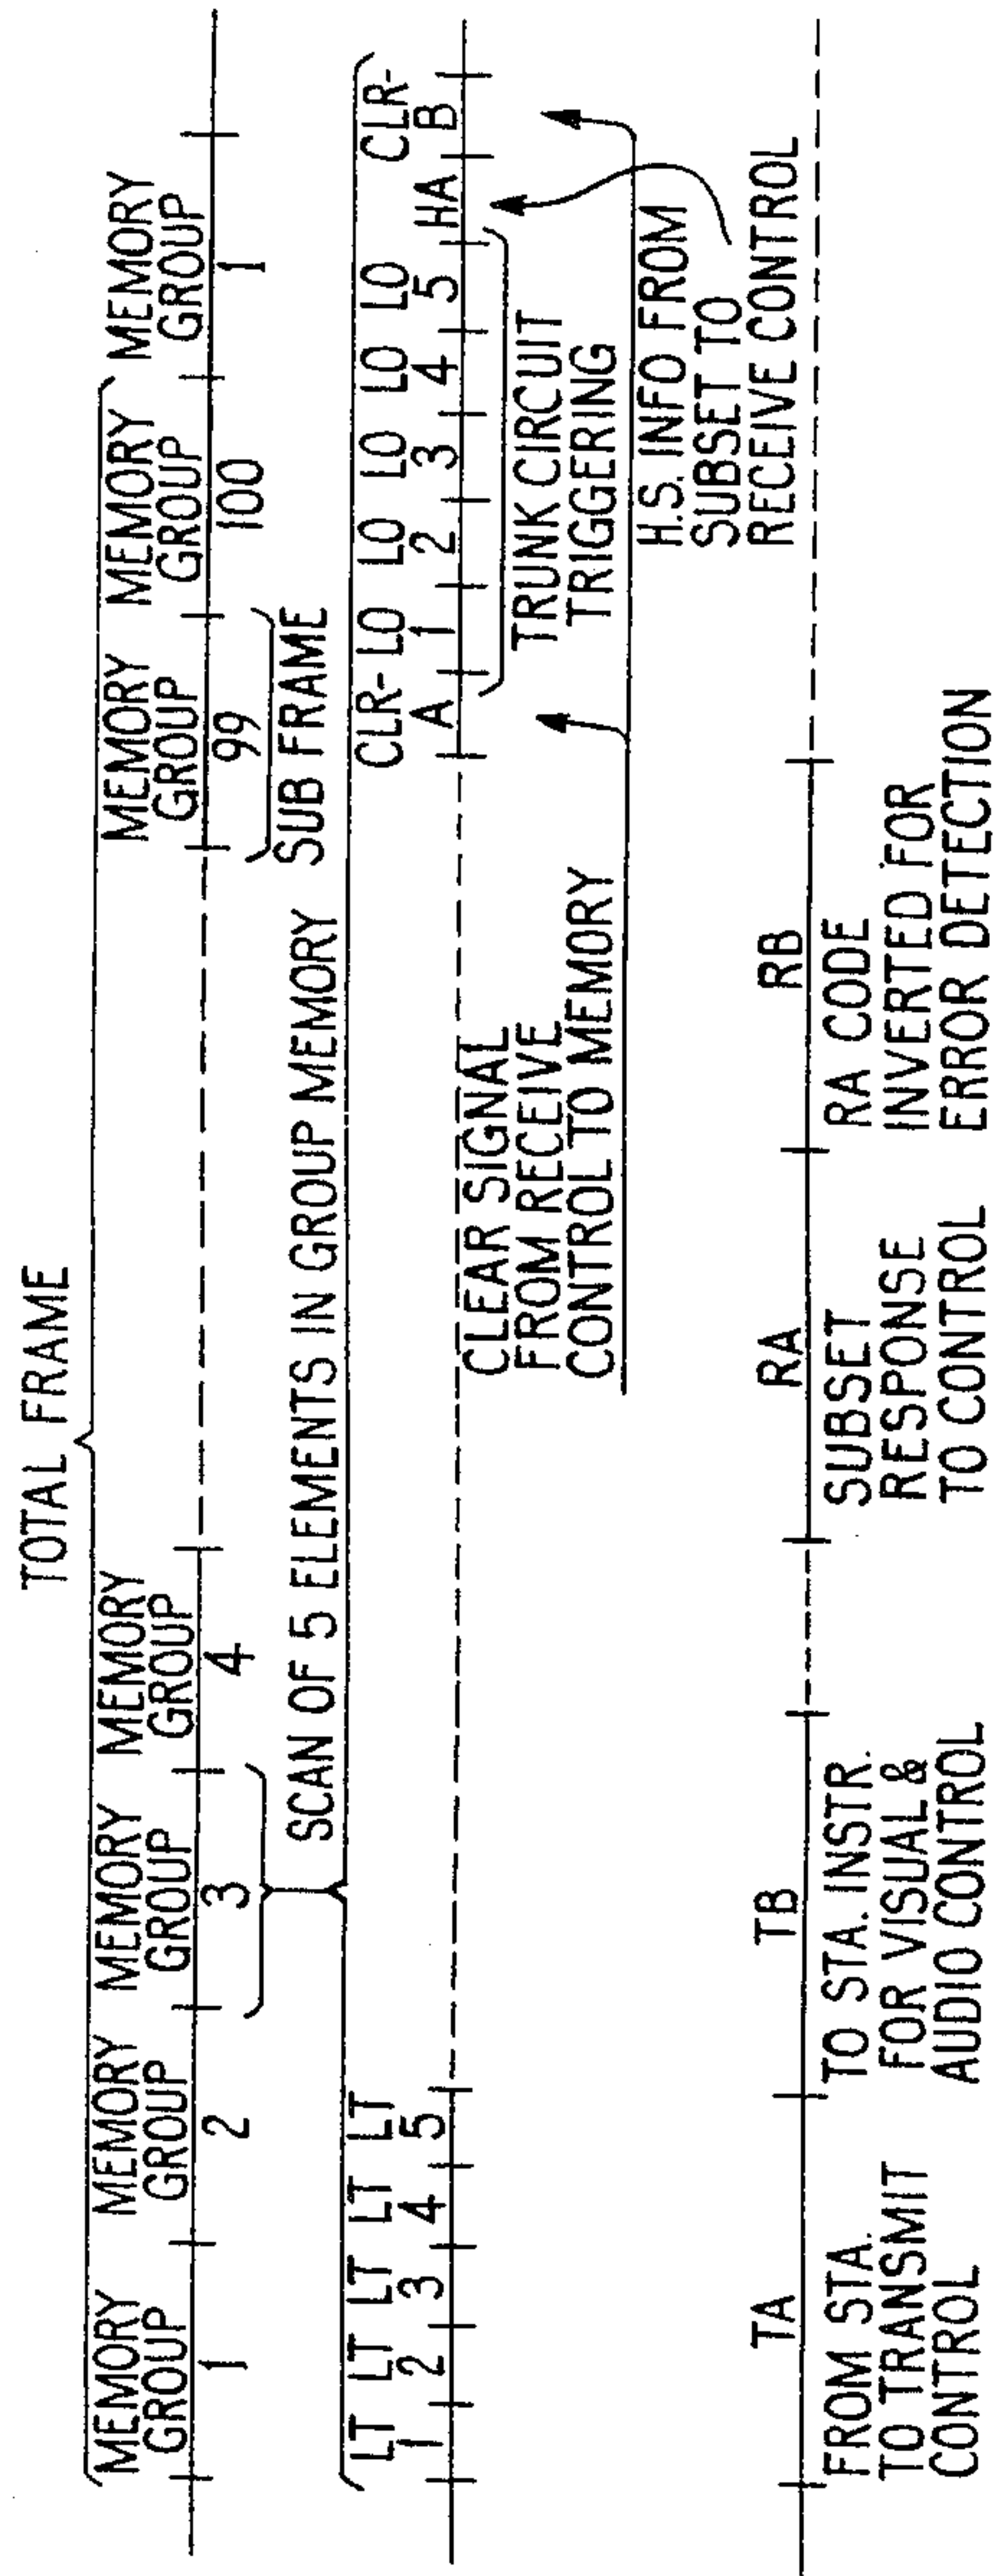 TOTAL FRAME
MEMORY GROUP 1
MEMORY GROUP 2
MEMORY GROUP 3
MEMORY GROUP 4
MEMORY GROUP 99
MEMORY GROUP 100
MEMORY GROUP 1
SUB FRAME
SCAN OF 5 ELEMENTS IN GROUP MEMORY
LT 1
LT 2
LT 3
LT 4
LT 5
CLR-A
LO 1
LO 2
LO 3
LO 4
LO 5
HA
CLR-B
CLEAR SIGNAL
FROM RECEIVE
CONTROL TO MEMORY
TRUNK CIRCUIT
TRIGGERING
H.S. INFO FROM
SUBSET TO
RECEIVE CONTROL
TA
FROM STA.
TO TRANSMIT
CONTROL
TB
TO STA. INSTR.
FOR VISUAL &
AUDIO CONTROL
RA
SUBSET
RESPONSE
TO CONTROL
RB
RA CODE
INVERTED FOR
ERROR DETECTION